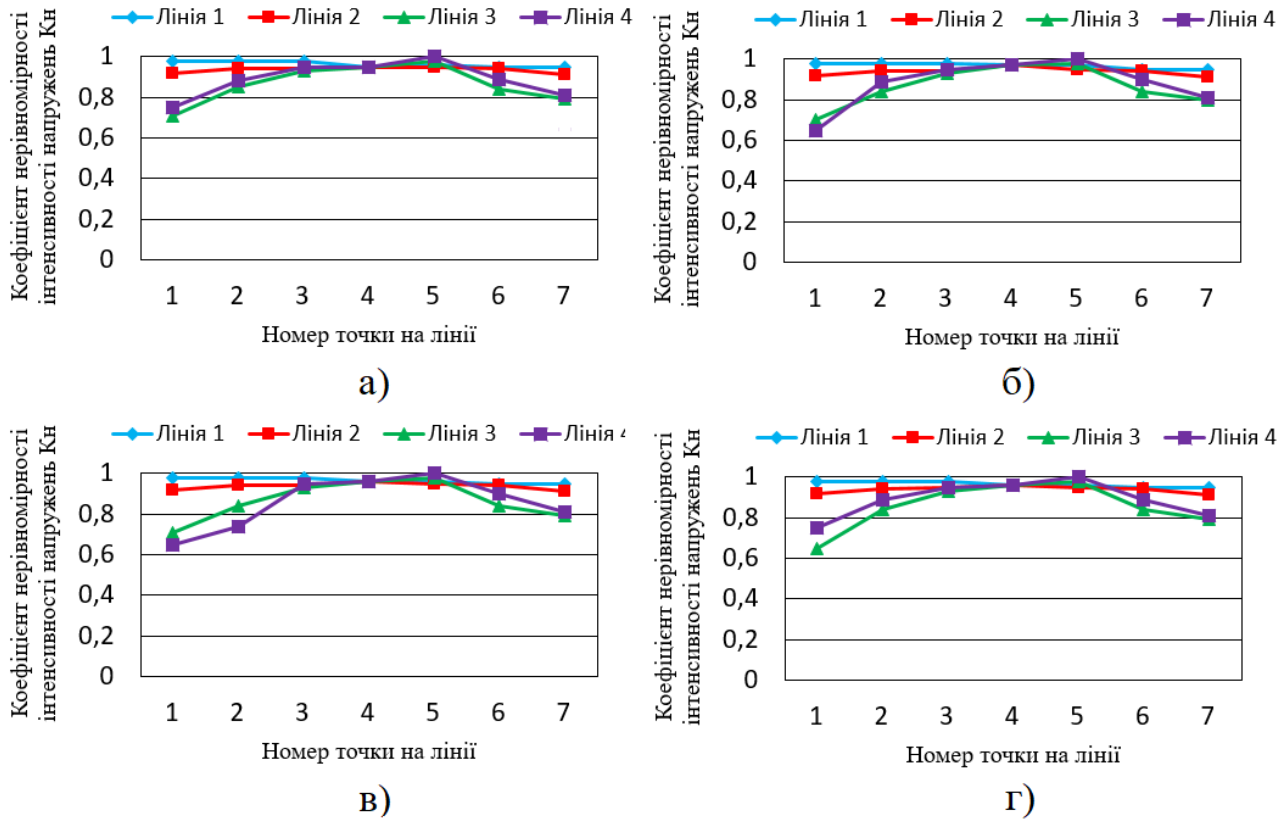 Лінія 1 Лінія 2 Лінія 3 Лінія 4
Коефіцієнт нерівномірності
інтенсивності напружень Кн
1
0,8
0,6
0,4
0,2
0
1 2 3 4 5 6 7
Номер точки на лінії
а)
Лінія 1 Лінія 2 Лінія 3 Лінія 4
Коефіцієнт нерівномірності
інтенсивності напружень Кн
1
0,8
0,6
0,4
0,2
0
1 2 3 4 5 6 7
Номер точки на лінії
б)
Лінія 1 Лінія 2 Лінія 3 Лінія 4
Коефіцієнт нерівномірності
інтенсивності напружень Кн
1
0,8
0,6
0,4
0,2
0
1 2 3 4 5 6 7
Номер точки на лінії
в)
Лінія 1 Лінія 2 Лінія 3 Лінія 4
Коефіцієнт нерівномірності
інтенсивності напружень Кн
1
0,8
0,6
0,4
0,2
0
1 2 3 4 5 6 7
Номер точки на лінії
г)